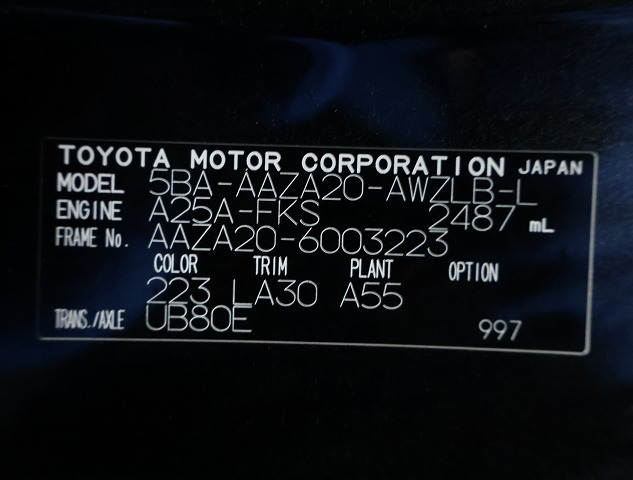 TOYOTA MOTOR CORPORATION JAPAN
MODEL 5BA-AAZA20-AWZLB-L
ENGINE A25A-FKS 2487 mL
FRAME No. AAZA20-6003223
COLOR TRIM PLANT OPTION
223 LA30 A55
TRANS./AXLE UB80E 997